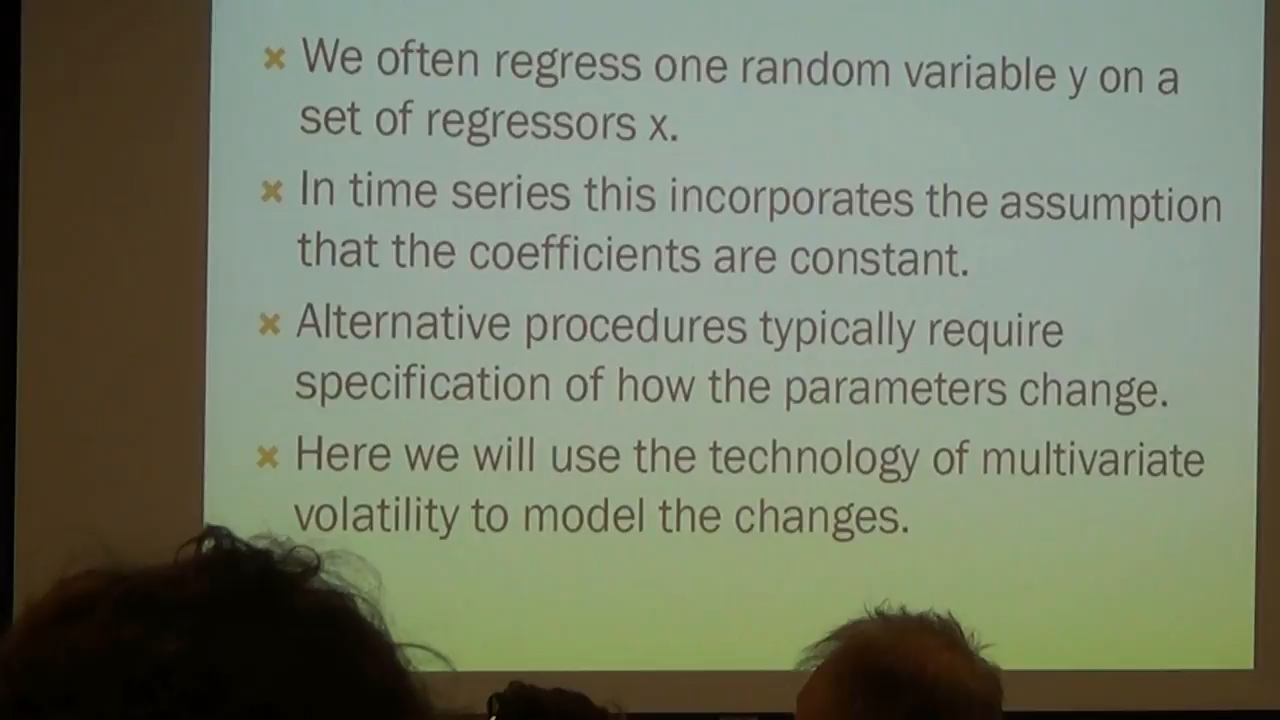 We often regress one random variable y on a
set of regressors x.
In time series this incorporates the assumption
that the coefficients are constant.
Alternative procedures typically require
specification of how the parameters change.
Here we will use the technology of multivariate
volatility to model the changes.